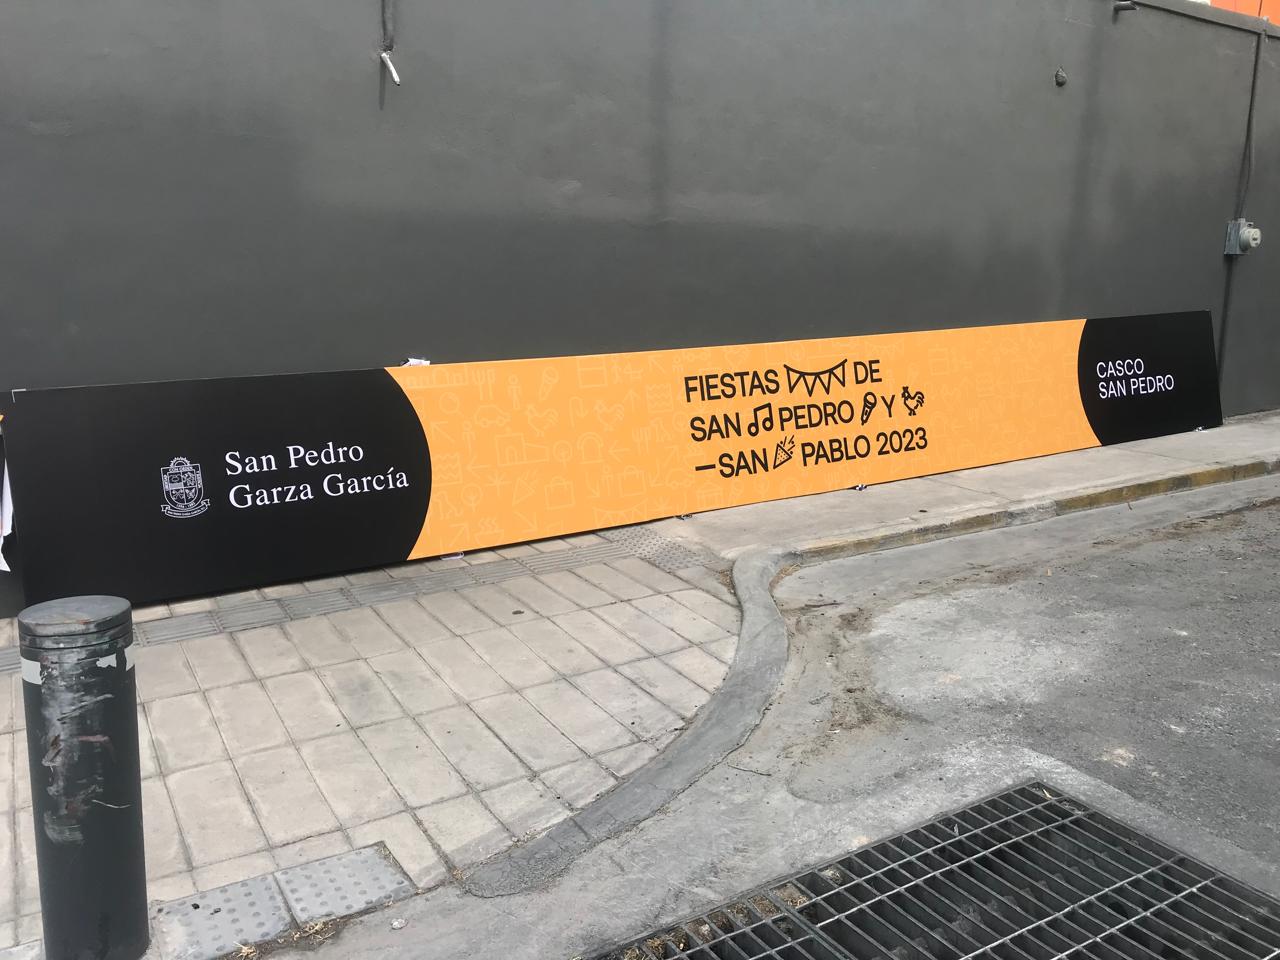 San Pedro
Garza García
FIESTAS DE
SAN PEDRO Y
—SAN PABLO 2023
CASCO
SAN PEDRO